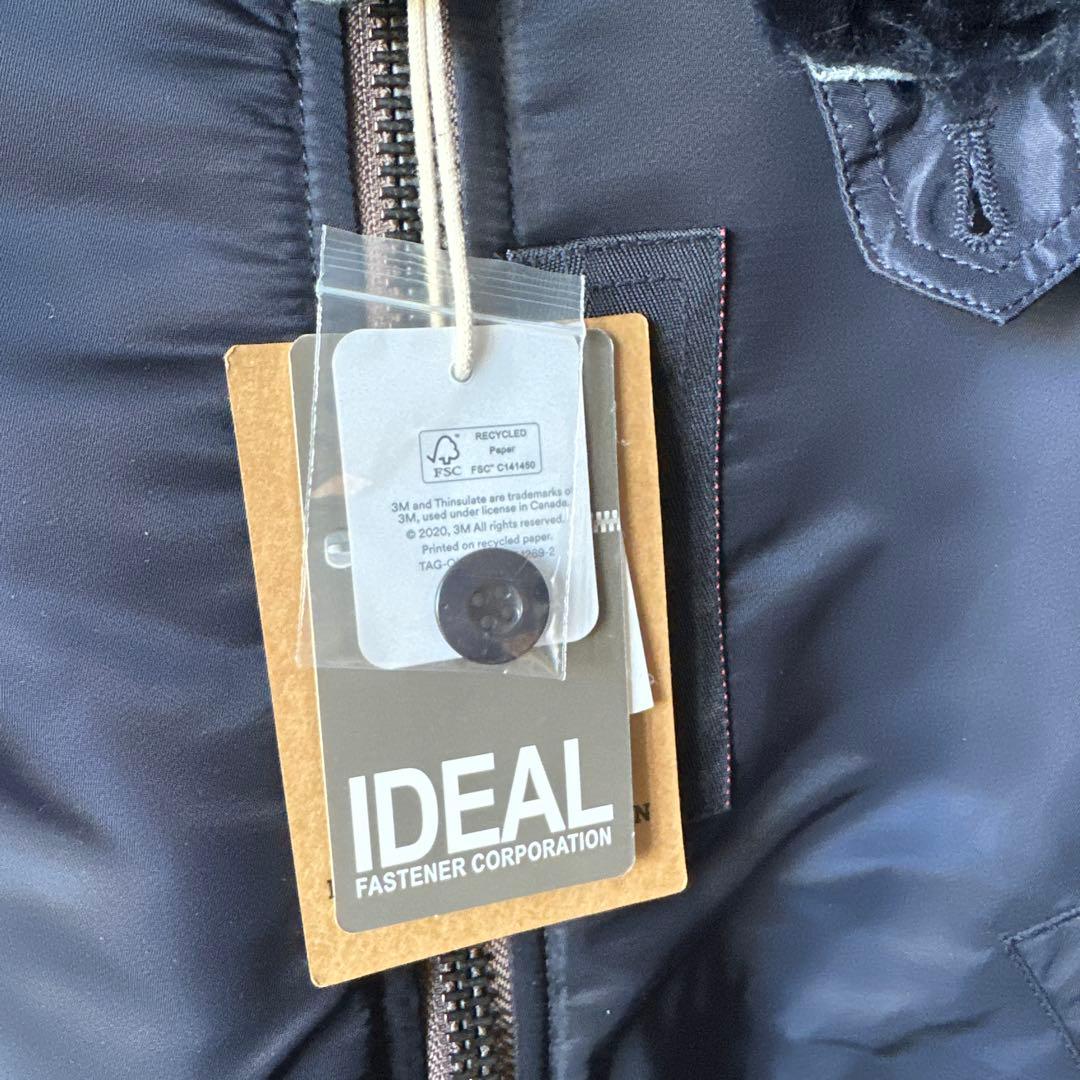 RECYCLED
Paper
FSC™ C141450
FSC
3M and Thinsulate are trademarks of
3M, used under license in Canada.
© 2020, 3M All rights reserved.
Printed on recycled paper.
IDEAL
FASTENER CORPORATION
N